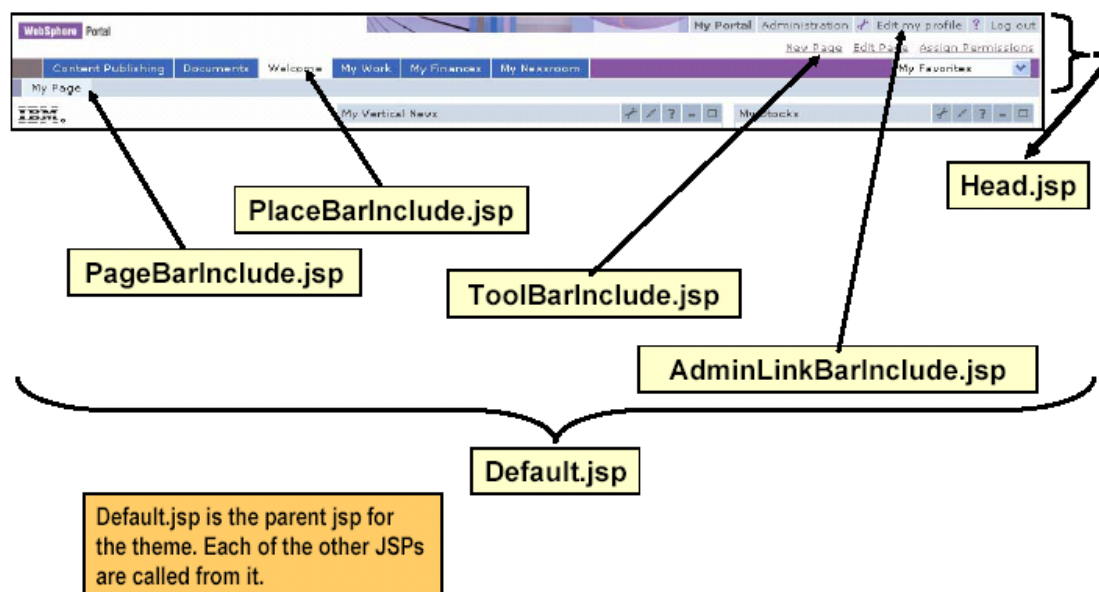 WebSphere Portal
My Portal Administration Edit my profile ? Log out
New Page Edit Page Assign Permissions
Content Publishing Documents Welcome My Work My Finances My Newsroom My Favorites
My Page
IBM. My Vertical News ? My Stocks ?
Head.jsp
PlaceBarInclude.jsp
PageBarInclude.jsp
ToolBarInclude.jsp
AdminLinkBarInclude.jsp
Default.jsp
Default.jsp is the parent jsp for
the theme. Each of the other JSPs
are called from it.